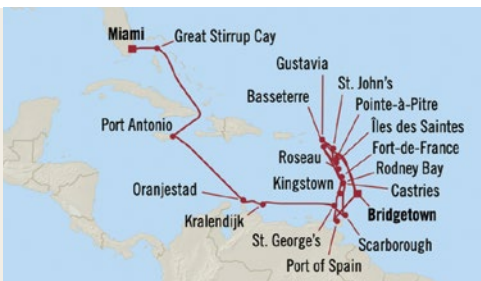 Miami
Great Stirrup Cay
Gustavia
St. John's
Basseterre
Pointe-à-Pitre
Îles des Saintes
Port Antonio
Fort-de-France
Roseau
Rodney Bay
Kingstown
Castries
Oranjestad
Bridgetown
Kralendijk
St. George's
Scarborough
Port of Spain